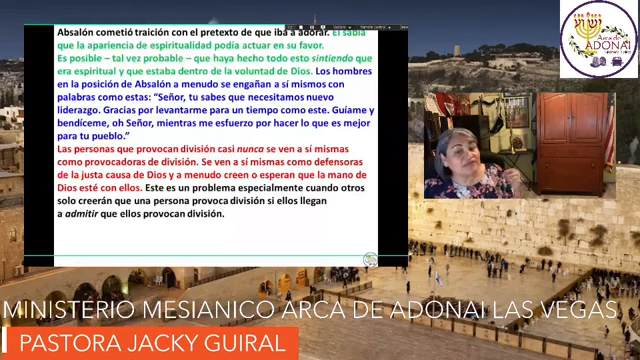 Absalón cometió traición con el pretexto de que iba a adorar. El sabía
que la apariencia de espiritualidad podía actuar en su favor.
Es posible – tal vez probable – que haya hecho todo esto sintiendo que
era espiritual y que estaba dentro de la voluntad de Dios. Los hombres
en la posición de Absalón a menudo se engañan a sí mismos con
palabras como estas: “Señor, tu sabes que necesitamos nuevo
liderazgo. Gracias por levantarme para un tiempo como este. Guíame y
bendíceme, oh Señor, mientras me esfuerzo por hacer lo que es mejor
para tu pueblo.”
Las personas que provocan división casi nunca se ven a sí mismas
como provocadoras de división. Se ven a sí mismas como defensoras
de la justa causa de Dios y a menudo creen o esperan que la mano de
Dios esté con ellos. Este es un problema especialmente cuando otros
solo creerán que una persona provoca división si ellos llegan
a admitir que ellos provocan división.
Arca de
ADONAI
MINISTERIO MESIANICO ARCA DE ADONAI LAS VEGAS
PASTORA JACKY GUIRAL